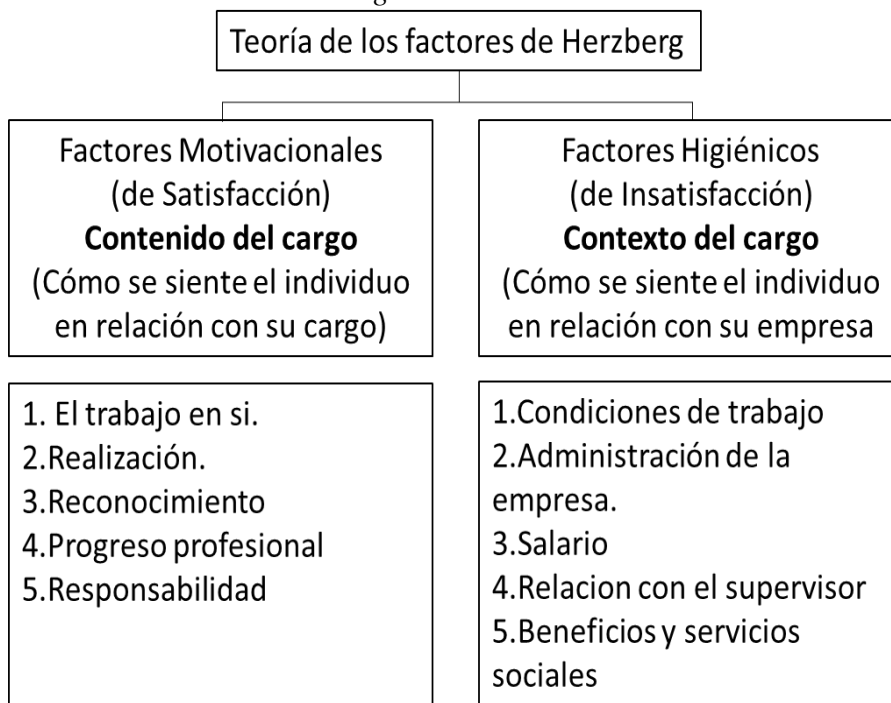 Teoría de los factores de Herzberg
Factores Motivacionales
(de Satisfacción)
Contenido del cargo
(Cómo se siente el individuo
en relación con su cargo)
1. El trabajo en si.
2.Realización.
3.Reconocimiento
4.Progreso profesional
5.Responsabilidad
Factores Higiénicos
(de Insatisfacción)
Contexto del cargo
(Cómo se siente el individuo
en relación con su empresa
1.Condiciones de trabajo
2.Administración de la
empresa.
3.Salario
4.Relacion con el supervisor
5.Beneficios y servicios
sociales